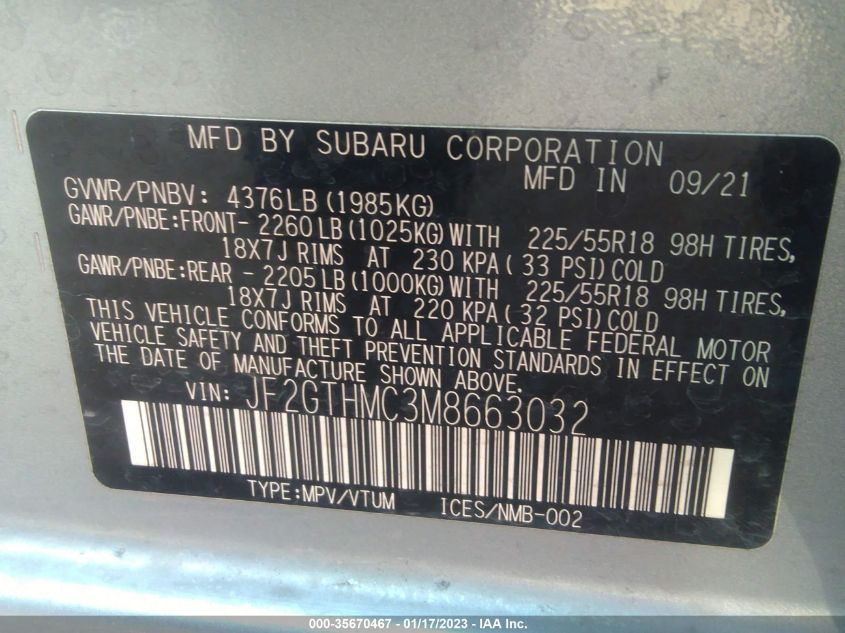 MFD BY SUBARU CORPORATION
MFD IN 09/21
GVWR/PNBV: 4376LB(1985KG)
GAWR/PNBE:FRONT- 2260LB(1025KG)WITH 225/55R18 98H TIRES,
18X7J RIMS AT 230 KPA( 33 PSI)COLD
GAWR/PNBE:REAR - 2205LB(1000KG)WITH 225/55R18 98H TIRES,
18X7J RIMS AT 220 KPA( 32 PSI)COLD
THIS VEHICLE CONFORMS TO ALL APPLICABLE FEDERAL MOTOR
VEHICLE SAFETY AND THEFT PREVENTION STANDARDS IN EFFECT ON
THE DATE OF MANUFACTURE SHOWN ABOVE.
VIN: JF2GTHMC3M8663032
TYPE:MPV/VTUM ICES/NMB-002
000-35670467 - 01/17/2023 - IAA Inc.